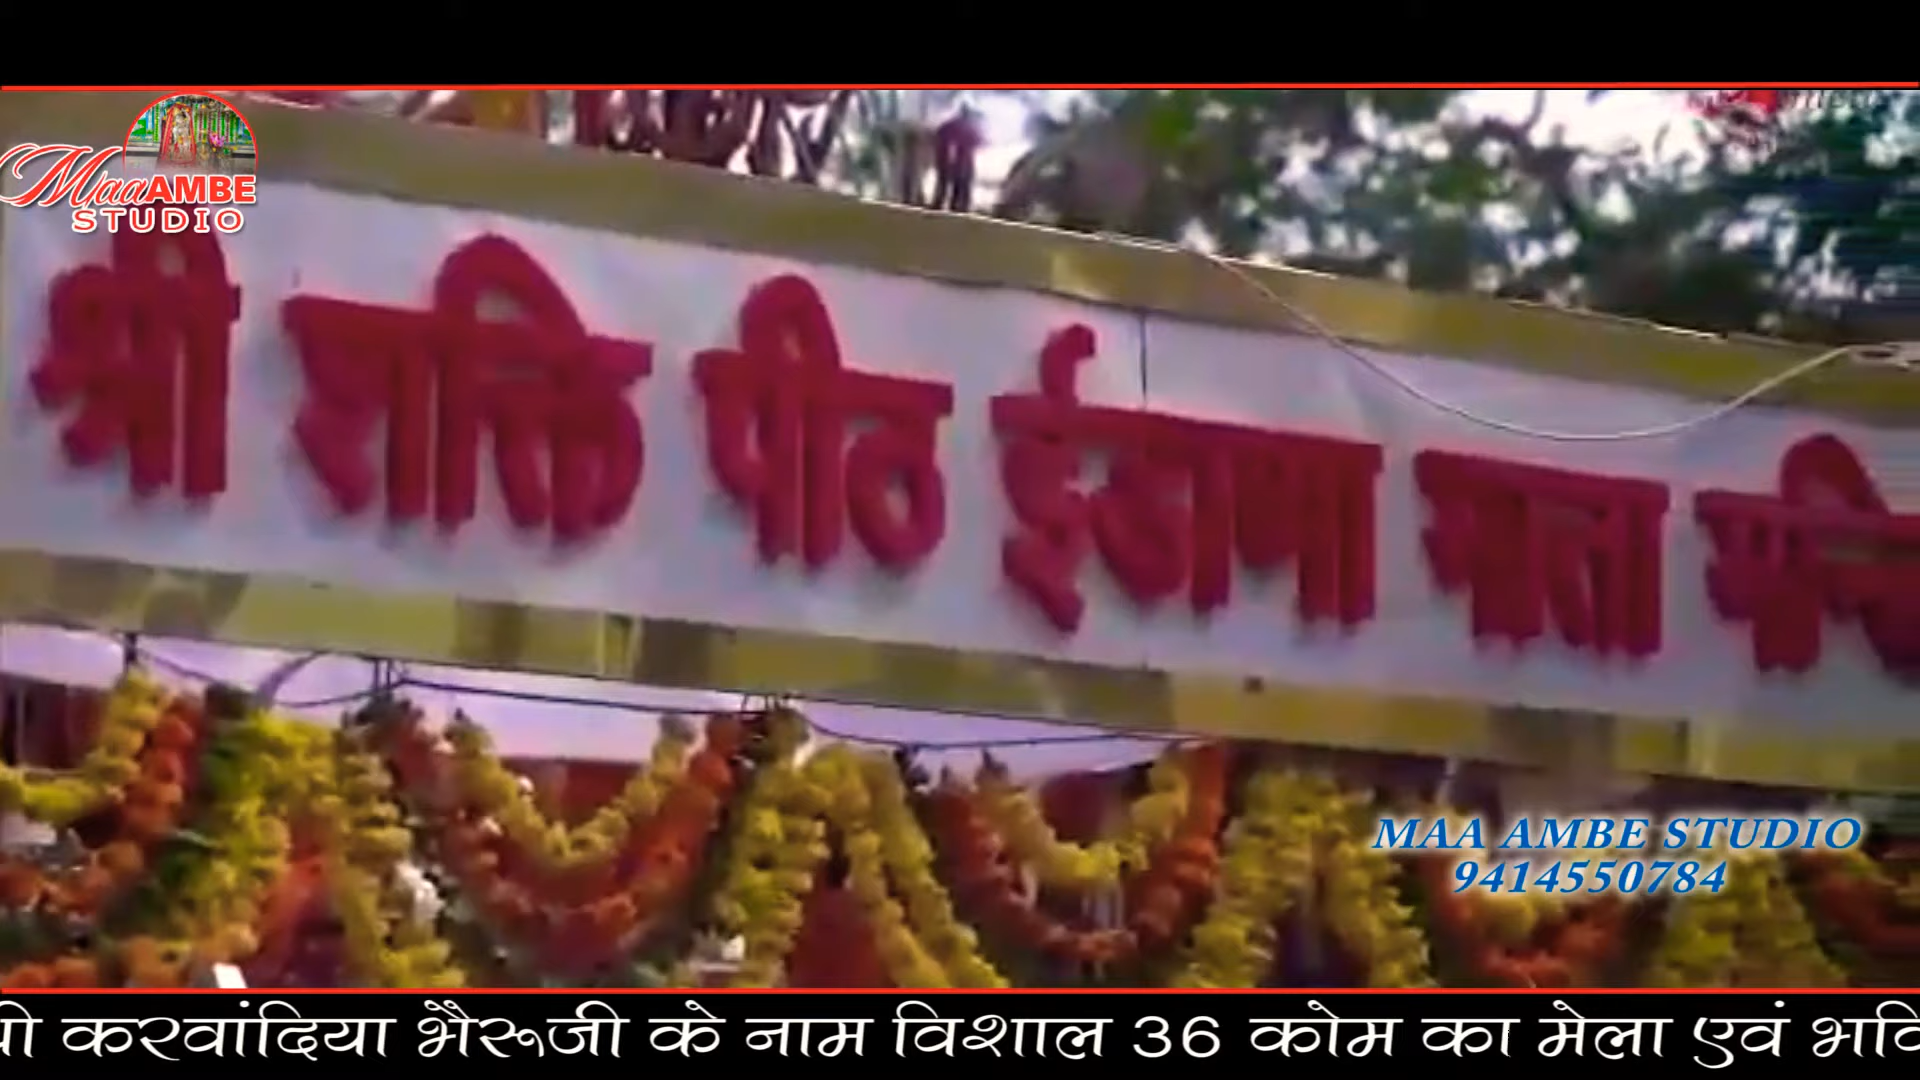 MaaAMBE
STUDIO
श्री शक्ति पीठ ईडाणा माता
MAA AMBE STUDIO
9414550784
करवांदिया भैरूजी के नाम विशाल 36 कोम का मेला एवं